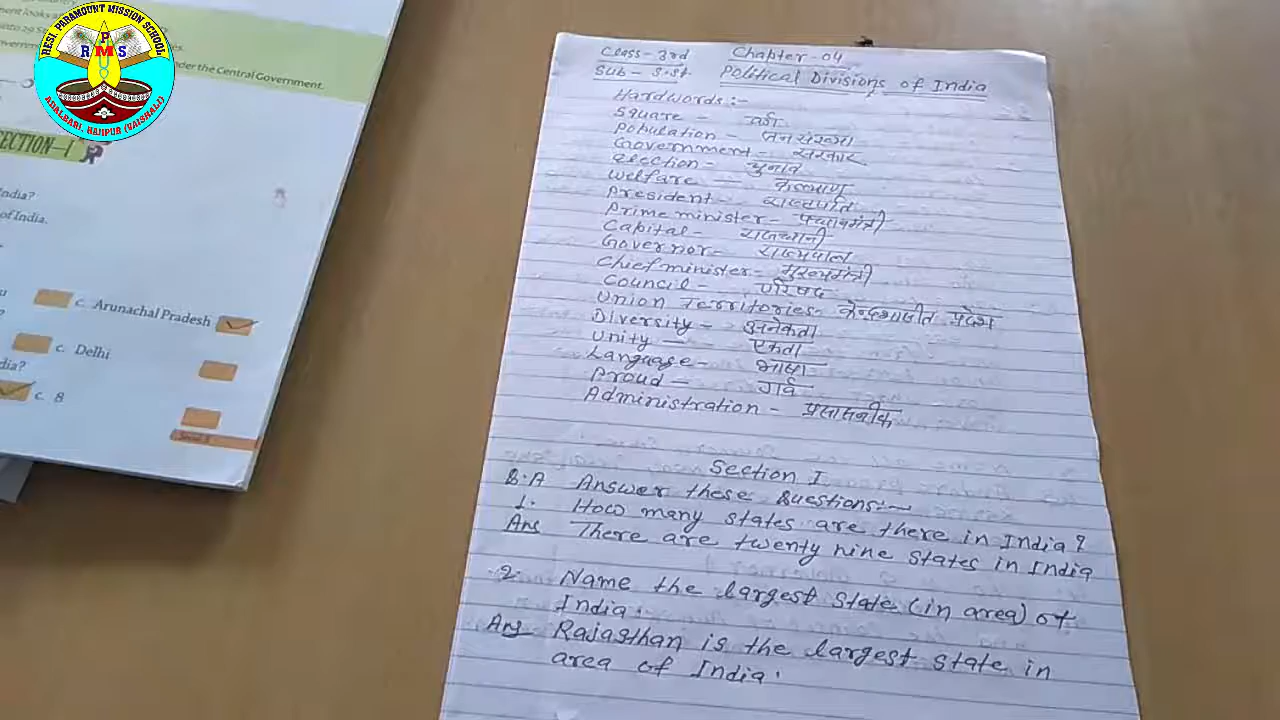 RESI PARAMOUNT MISSION SCHOOL
R P M S
ADALBARI, HAJIPUR (VAISHALI)
under the Central Government.
SECTION-I
India?
of India.
c. Arunachal Pradesh
c. Delhi
dia?
c. 8
Class - 3rd Chapter - 04
Sub - S.St. Political Divisions of India
Hardwords :-
Square - वर्ग
Population - जनसंख्या
Government - सरकार
Election - चुनाव
Welfare - कल्याण
President - राष्ट्रपति
Prime minister - प्रधानमंत्री
Capital - राजधानी
Governor - राज्यपाल
Chief minister - मुख्यमंत्री
Council - परिषद
Union Territories - केन्द्रशाजीत प्रदेश
Diversity - अनेकता
Unity - एकता
Language - भाषा
Proud - गर्व
Administration - प्रसासनीक
Section I
Q.A Answer these Questions:-
1. How many states are there in India?
Ans There are twenty nine states in India
2. Name the largest state (in area) of
India.
Ans Rajasthan is the largest state in
area of India.